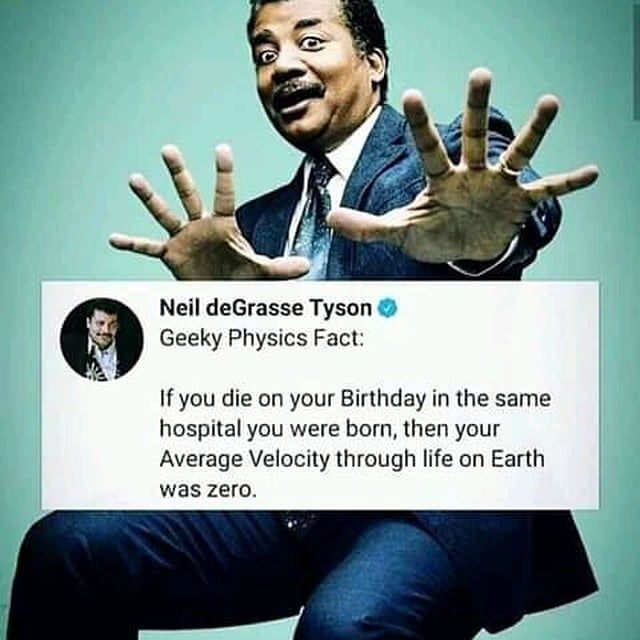 Neil deGrasse Tyson
Geeky Physics Fact:
If you die on your Birthday in the same
hospital you were born, then your
Average Velocity through life on Earth
was zero.